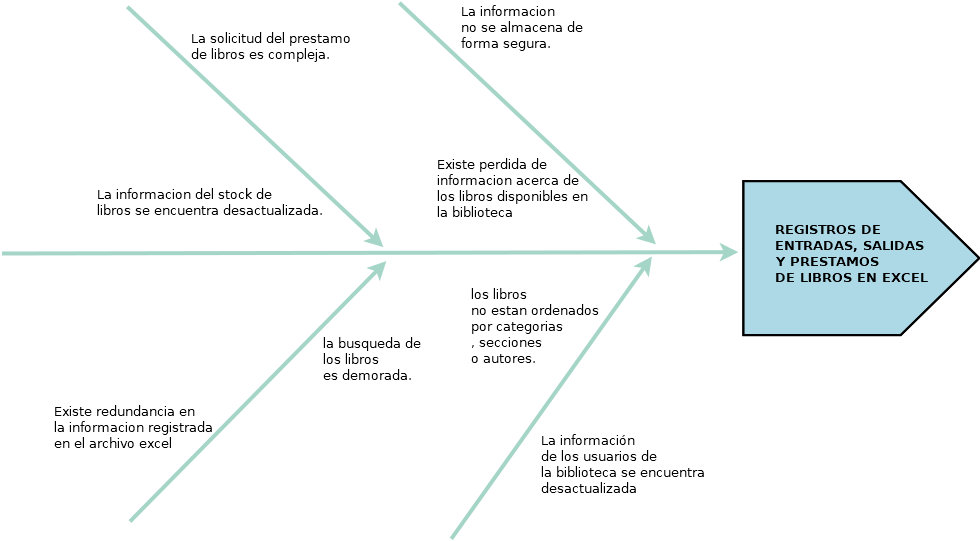 La solicitud del prestamo
de libros es compleja.
La informacion
no se almacena de
forma segura.
La informacion del stock de
libros se encuentra desactualizada.
Existe perdida de
informacion acerca de
los libros disponibles en
la biblioteca
REGISTROS DE
ENTRADAS, SALIDAS
Y PRESTAMOS
DE LIBROS EN EXCEL
la busqueda de
los libros
es demorada.
los libros
no estan ordenados
por categorias
, secciones
o autores.
Existe redundancia en
la informacion registrada
en el archivo excel
La información
de los usuarios de
la biblioteca se encuentra
desactualizada